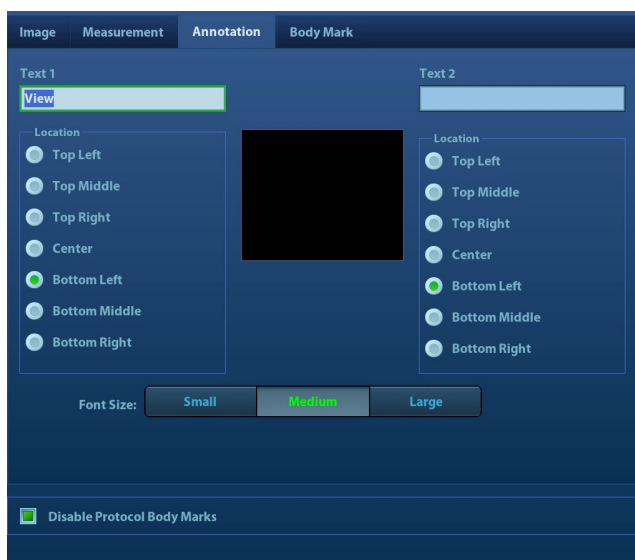 Image Measurement Annotation Body Mark
Text 1
View
Location
Top Left
Top Middle
Top Right
Center
Bottom Left
Bottom Middle
Bottom Right
Text 2
Location
Top Left
Top Middle
Top Right
Center
Bottom Left
Bottom Middle
Bottom Right
Font Size: Small Medium Large
Disable Protocol Body Marks